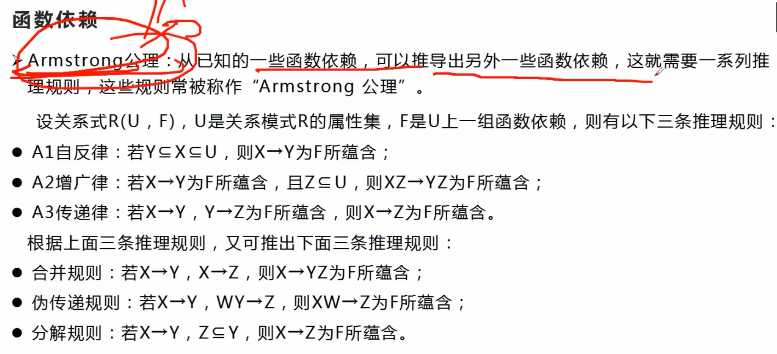 函数依赖
Armstrong公理：从已知的一些函数依赖，可以推导出另外一些函数依赖，这就需要一系列推
理规则，这些规则常被称作“Armstrong 公理”。
设关系式R(U，F)，U是关系模式R的属性集，F是U上一组函数依赖，则有以下三条推理规则：
● A1自反律：若Y⊆X⊆U，则X→Y为F所蕴含；
● A2增广律：若X→Y为F所蕴含，且Z⊆U，则XZ→YZ为F所蕴含；
● A3传递律：若X→Y，Y→Z为F所蕴含，则X→Z为F所蕴含。
根据上面三条推理规则，又可推出下面三条推理规则：
● 合并规则：若X→Y，X→Z，则X→YZ为F所蕴含；
● 伪传递规则：若X→Y，WY→Z，则XW→Z为F所蕴含；
● 分解规则：若X→Y，Z⊆Y，则X→Z为F所蕴含。